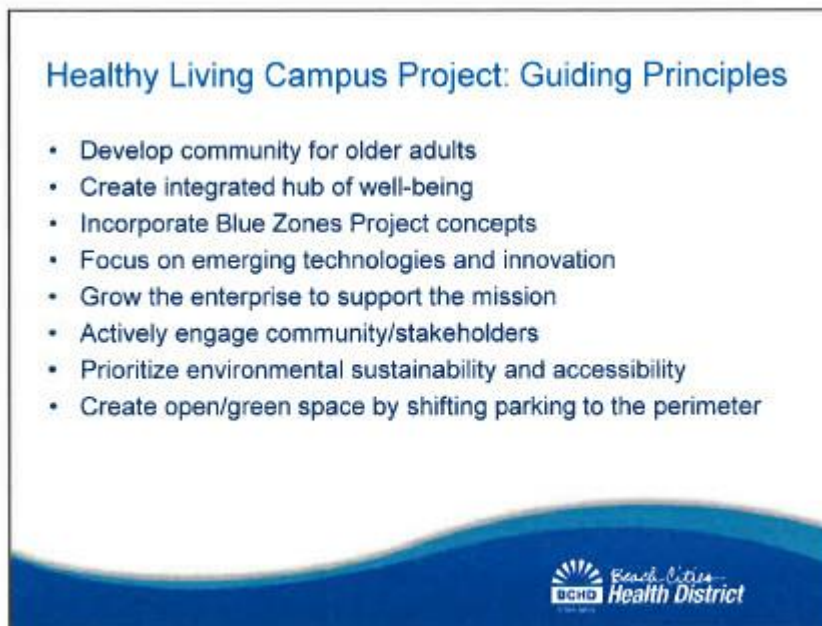 Healthy Living Campus Project: Guiding Principles
• Develop community for older adults
• Create integrated hub of well-being
• Incorporate Blue Zones Project concepts
• Focus on emerging technologies and innovation
• Grow the enterprise to support the mission
• Actively engage community/stakeholders
• Prioritize environmental sustainability and accessibility
• Create open/green space by shifting parking to the perimeter
Beach Cities
BCHD Health District